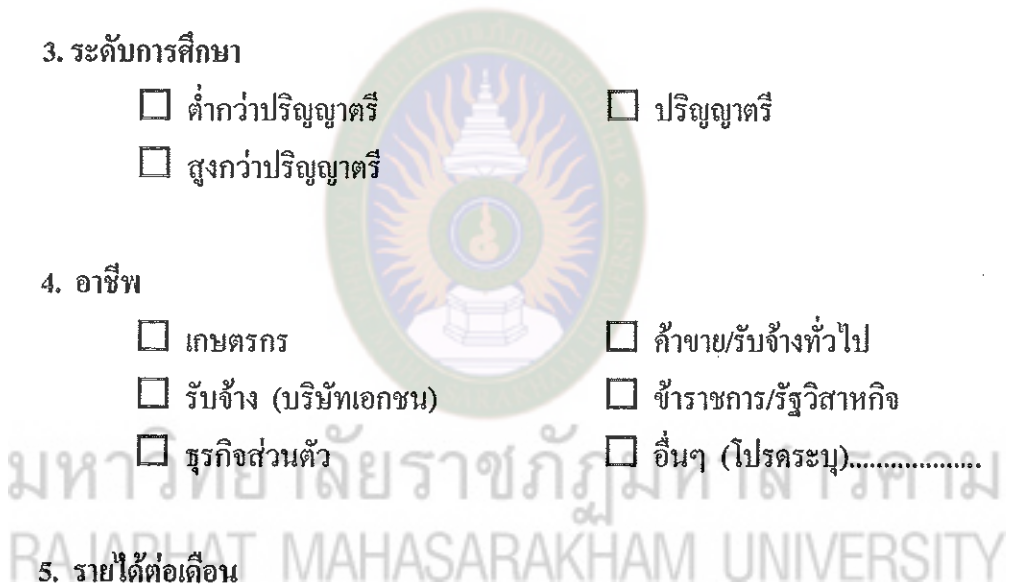 3. ระดับการศึกษา
☐ ต่ำกว่าปริญญาตรี ☐ ปริญญาตรี
☐ สูงกว่าปริญญาตรี
4. อาชีพ
☐ เกษตรกร ☐ ค้าขาย/รับจ้างทั่วไป
☐ รับจ้าง (บริษัทเอกชน) ☐ ข้าราชการ/รัฐวิสาหกิจ
☐ ธุรกิจส่วนตัว ☐ อื่นๆ (โปรดระบุ)...................
มหาวิทยาลัยราชภัฏมหาสารคาม
RAJABHAT MAHASARAKHAM UNIVERSITY
5. รายได้ต่อเดือน